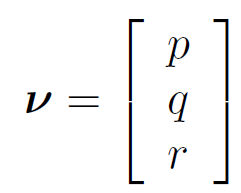 𝝂 = [ p
q
r ]